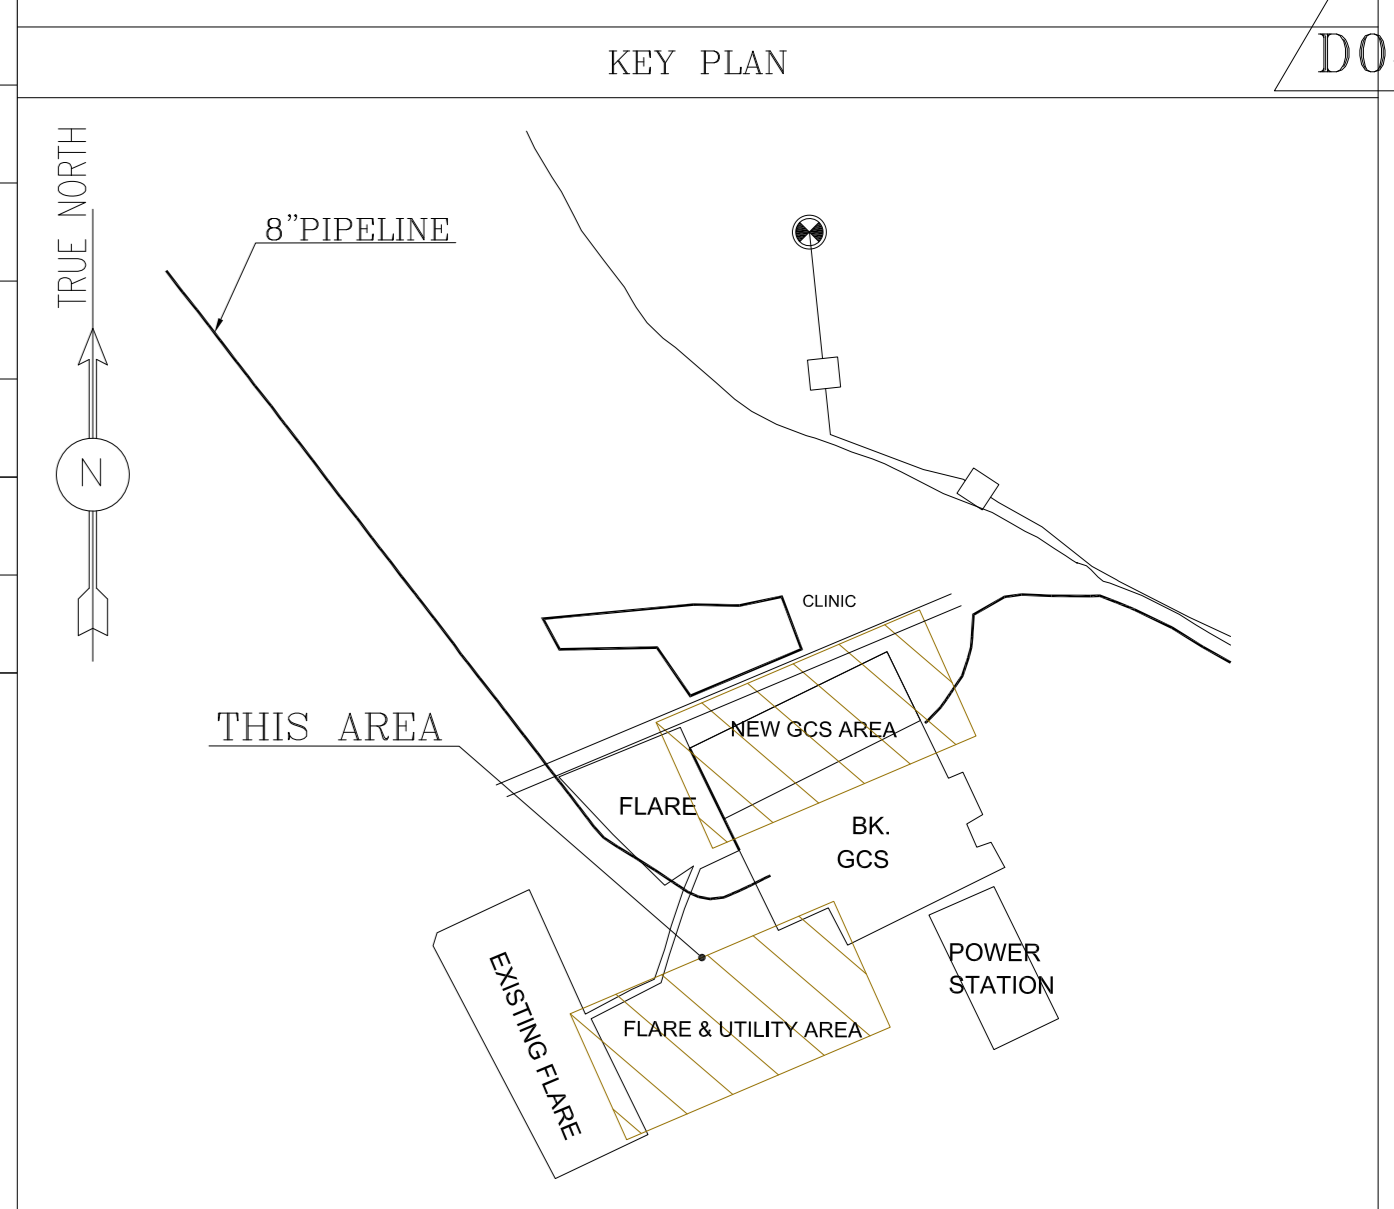 KEY PLAN
TRUE NORTH
8"PIPELINE
N
CLINIC
THIS AREA
NEW GCS AREA
FLARE
BK.
GCS
POWER
STATION
EXISTING FLARE
FLARE & UTILITY AREA